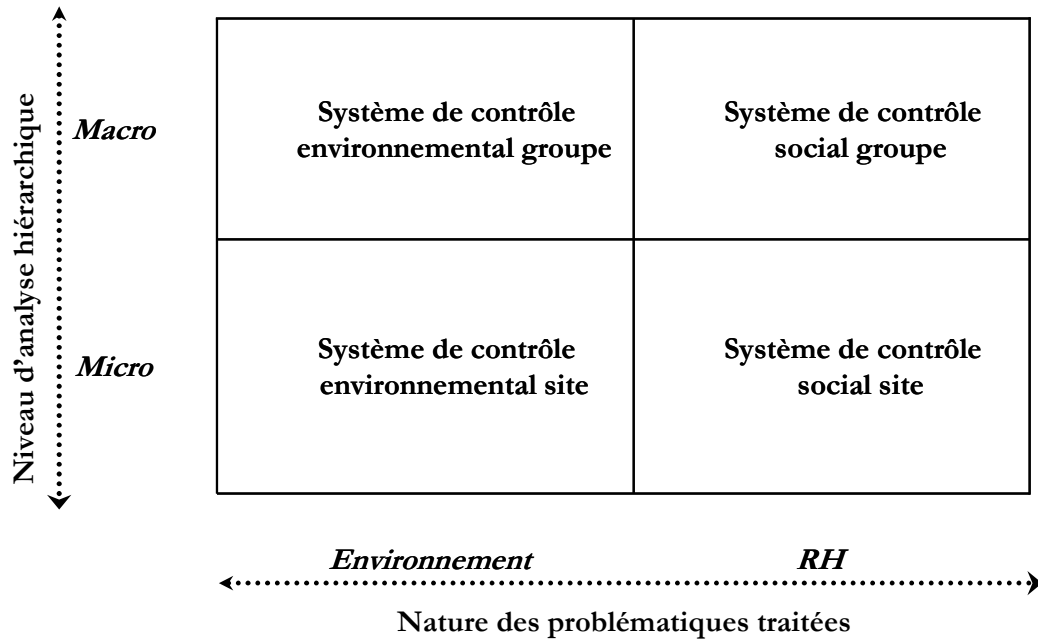 Niveau d'analyse hiérarchique
Macro
Système de contrôle
environnemental groupe
Système de contrôle
social groupe
Micro
Système de contrôle
environnemental site
Système de contrôle
social site
Environnement
RH
Nature des problématiques traitées